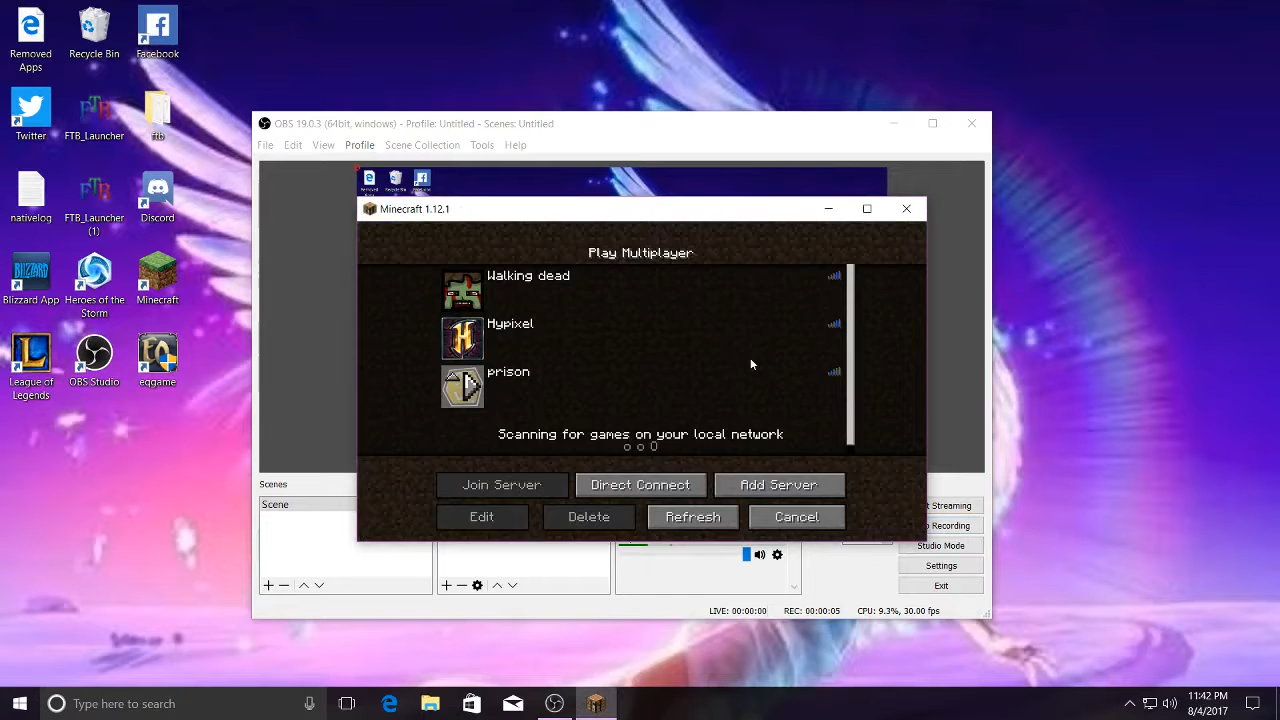 Removed Apps
Recycle Bin
Facebook
Twitter
FTB_Launcher
ftb
nativelog
FTB_Launcher (1)
Discord
Blizzard App
Heroes of the Storm
Minecraft
League of Legends
OBS Studio
eqgame
OBS 19.0.3 (64bit, windows) - Profile: Untitled - Scenes: Untitled
File Edit View Profile Scene Collection Tools Help
Minecraft 1.12.1
Play Multiplayer
Walking dead
Hypixel
prison
Scanning for games on your local network
Join Server Direct Connect Add Server
Edit Delete Refresh Cancel
Scenes
Scene
Streaming
Recording
Studio Mode
Settings
Exit
LIVE: 00:00:00 REC: 00:00:05 CPU: 9.3%, 30.00 fps
Type here to search
11:42 PM
8/4/2017